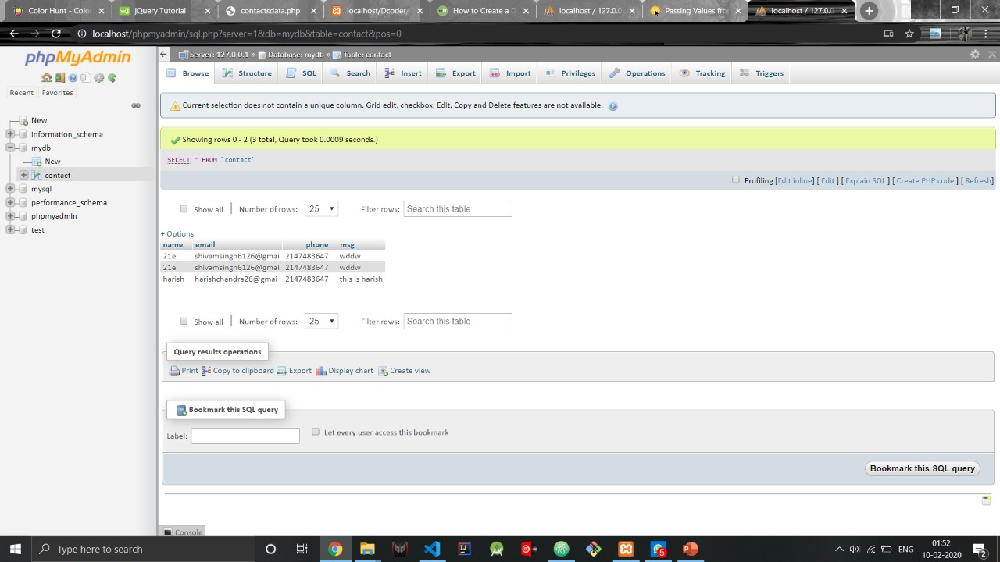 Color Hunt - Color jQuery Tutorial insertdata.php localhost/Dcoder/ How to Create a D localhost / 127.0.0 Passing Values fro localhost / 127.0.
localhost/phpmyadmin/sql.php?server=1&db=mydb&table=contact&pos=0
phpMyAdmin
Recent Favorites
New
information_schema
mydb
New
contact
mysql
performance_schema
phpmyadmin
test
Server: 127.0.0.1 » Database: mydb » Table: contact
Browse Structure SQL Search Insert Export Import Privileges Operations Tracking Triggers
Current selection does not contain a unique column. Grid edit, checkbox, Edit, Copy and Delete features are not available.
Showing rows 0 - 2 (3 total, Query took 0.0009 seconds.)
SELECT * FROM `contact`
Profiling [Edit inline] [ Edit ] [ Explain SQL ] [ Create PHP code ] [ Refresh]
Show all | Number of rows: 25 Filter rows: Search this table
+ Options
name email phone msg
21e shivamsingh6126@gmai 2147483647 wddw
21e shivamsingh6126@gmai 2147483647 wddw
harish harishchandra26@gmai 2147483647 this is harish
Show all | Number of rows: 25 Filter rows: Search this table
Query results operations
Print Copy to clipboard Export Display chart Create view
Bookmark this SQL query
Label: Let every user access this bookmark
Bookmark this SQL query
Console
Type here to search
5
ENG
01:52
10-02-2020
2